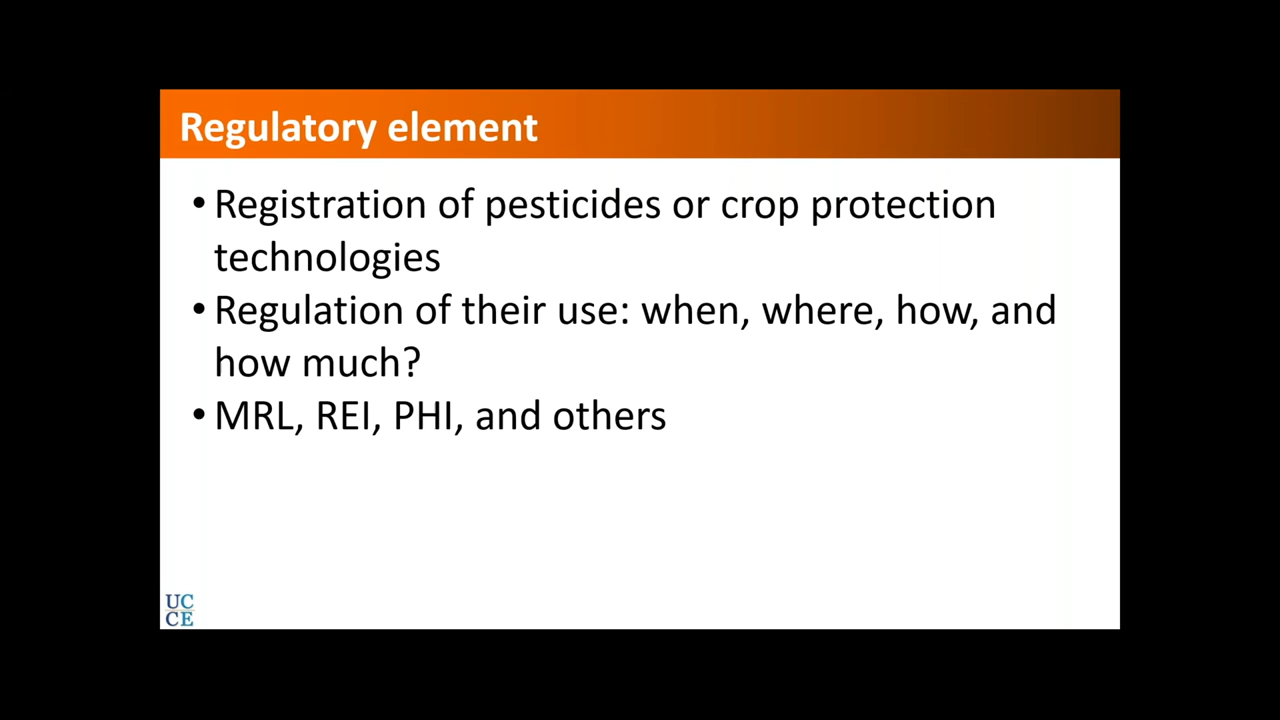 Regulatory element
• Registration of pesticides or crop protection
technologies
• Regulation of their use: when, where, how, and
how much?
• MRL, REI, PHI, and others
UC
CE